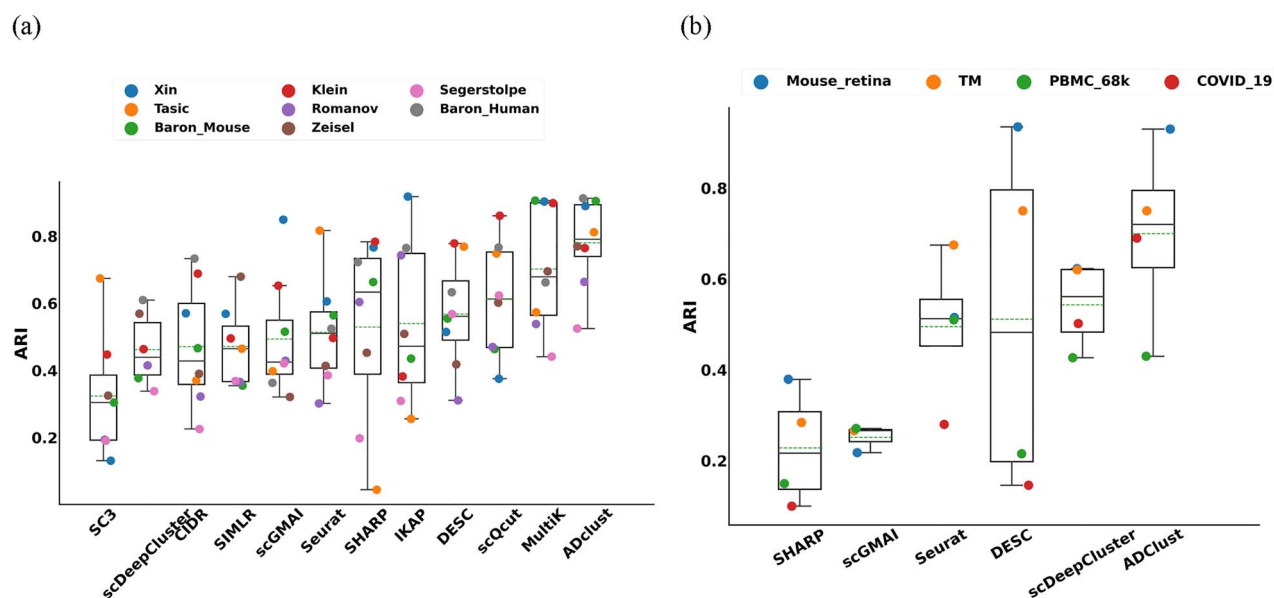 (a)
Xin
Klein
Segerstolpe
Tasic
Romanov
Baron_Human
Baron_Mouse
Zeisel
ARI
0.8
0.6
0.4
0.2
SC3
scDeepCluster
CIDR
SIMLR
scGMAI
Seurat
SHARP
IKAP
DESC
scQcut
MultiK
ADclust
(b)
Mouse_retina
TM
PBMC_68k
COVID_19
ARI
0.8
0.6
0.4
0.2
SHARP
scGMAI
Seurat
DESC
scDeepCluster
ADClust